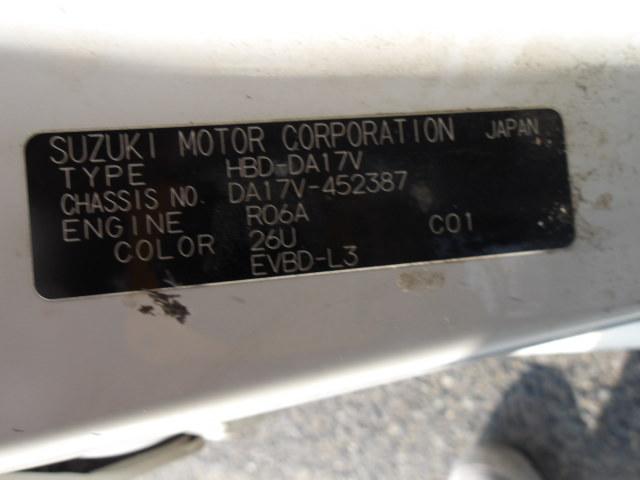 SUZUKI MOTOR CORPORATION JAPAN
TYPE HBD-DA17V
CHASSIS NO. DA17V-452387
ENGINE R06A C01
COLOR 26U
EVBD-L3